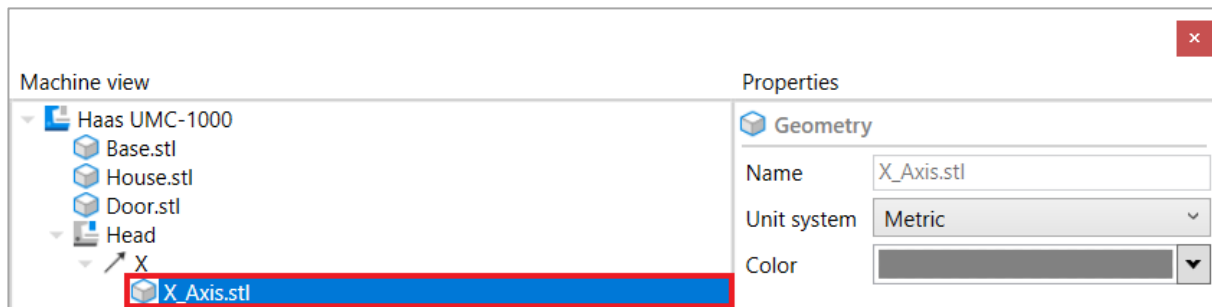 Machine view
Haas UMC-1000
Base.stl
House.stl
Door.stl
Head
X
X_Axis.stl
Properties
Geometry
Name X_Axis.stl
Unit system Metric
Color